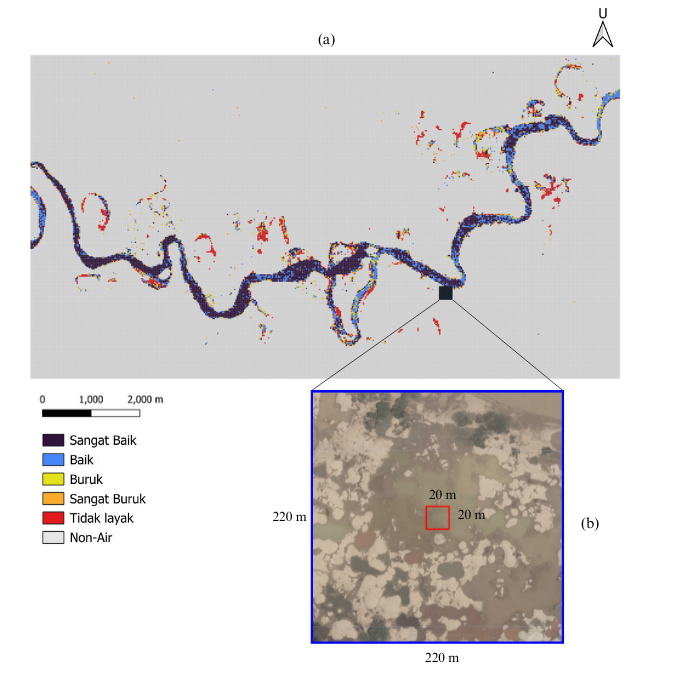 U
(a)
0 1,000 2,000 m
Sangat Baik
Baik
Buruk
Sangat Buruk
Tidak layak
Non-Air
20 m
20 m
220 m
(b)
220 m